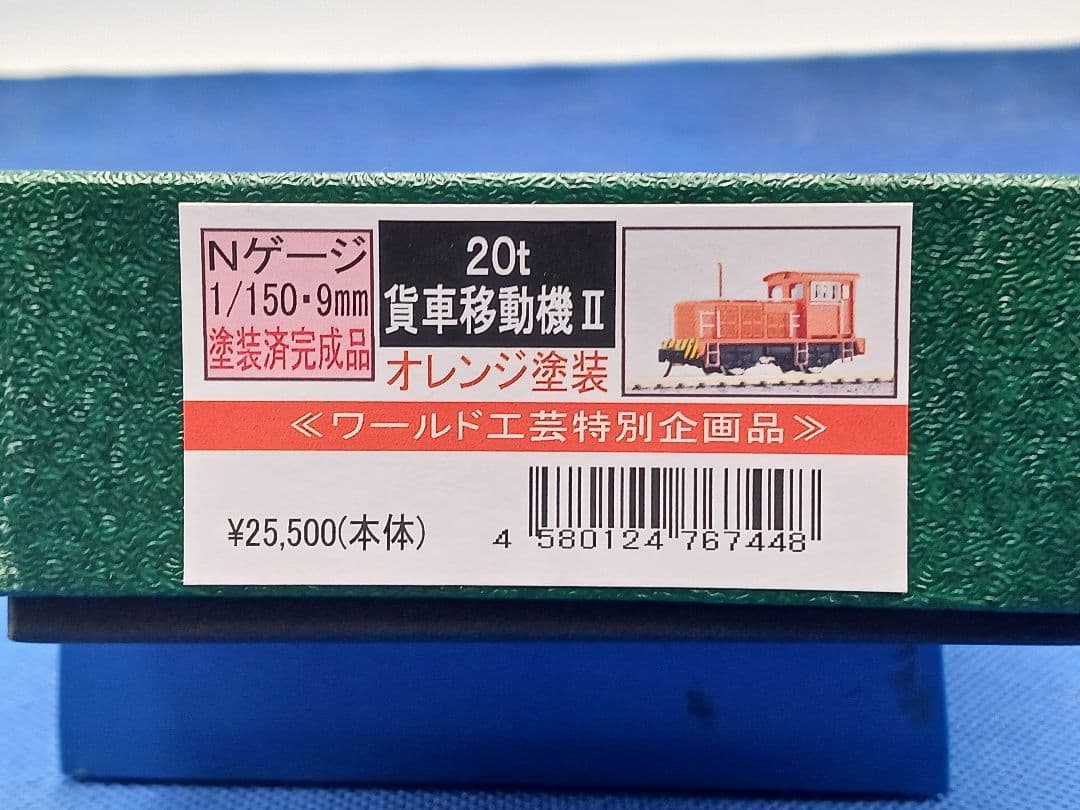 Nゲージ
1/150・9mm
塗装済完成品
20t
貨車移動機Ⅱ
オレンジ塗装
≪ワールド工芸特別企画品≫
¥25,500(本体)
4 580124 767448